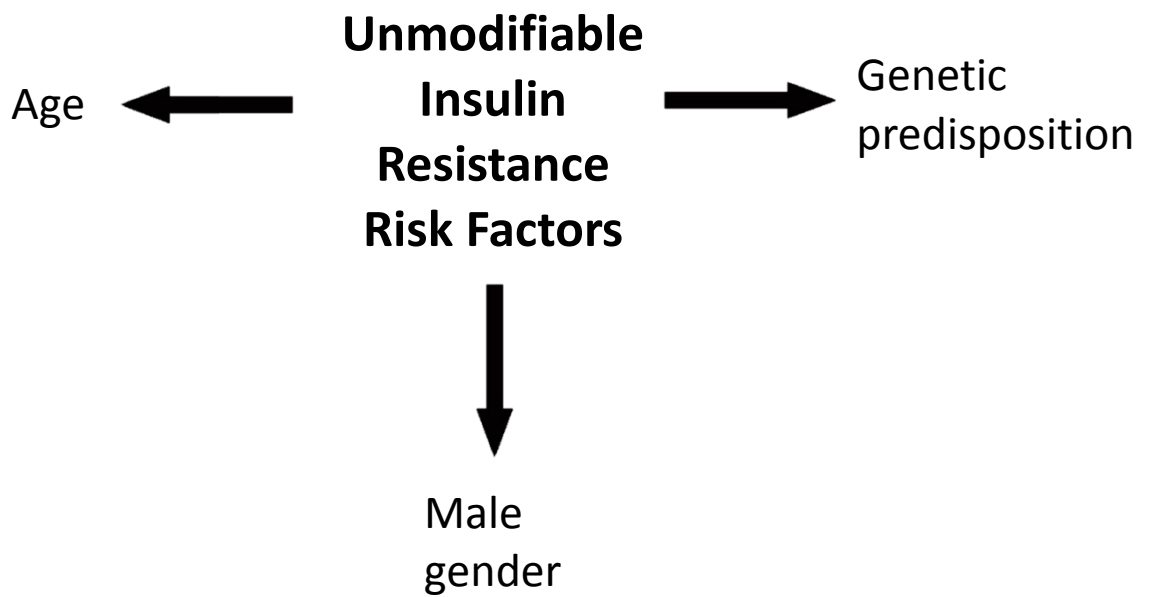 Unmodifiable
Insulin
Resistance
Risk Factors
Age
Genetic
predisposition
Male
gender